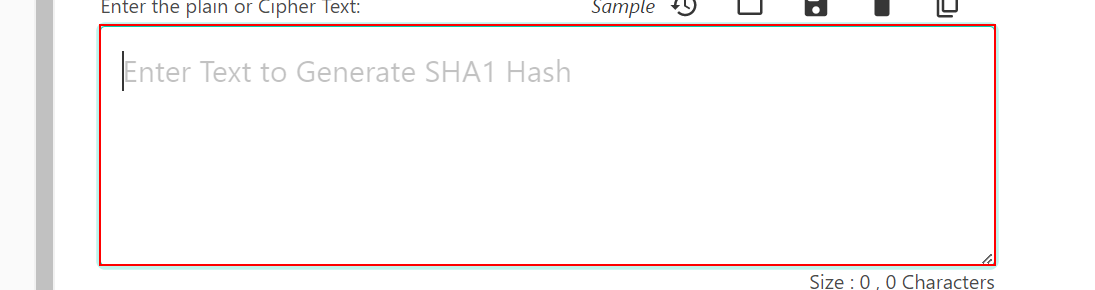 Enter the plain or Cipher Text:
Sample
Enter Text to Generate SHA1 Hash
Size : 0 , 0 Characters